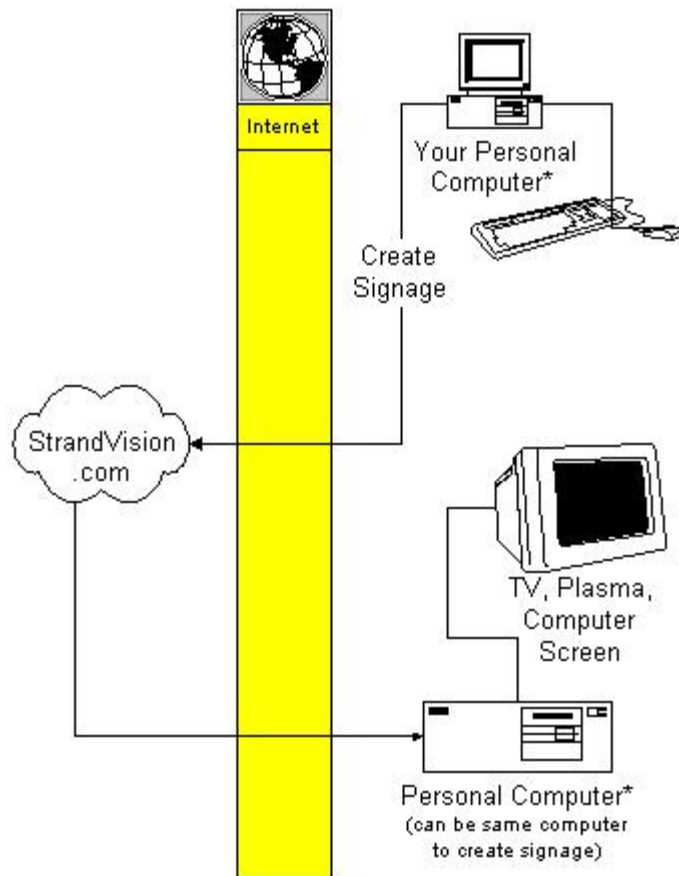 Internet
Your Personal
Computer*
Create
Signage
StrandVision
.com
TV, Plasma,
Computer
Screen
Personal Computer*
(can be same computer
to create signage)